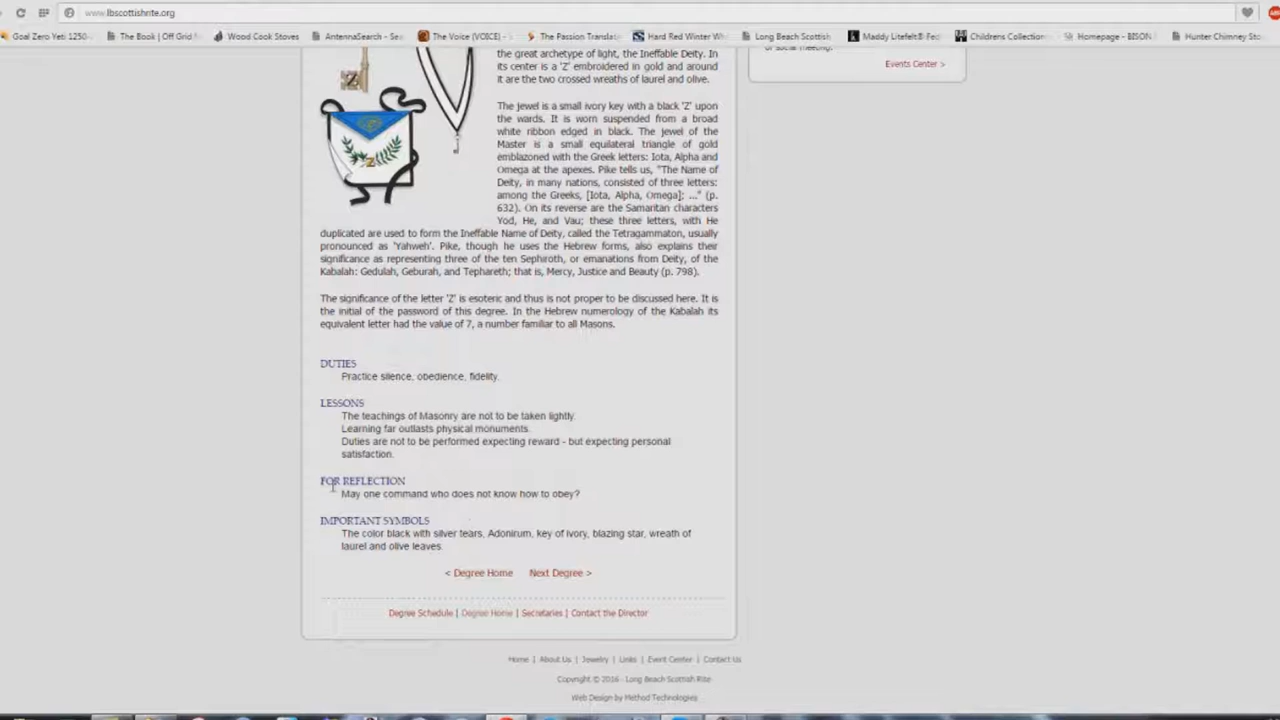 www.lbscottishrite.org
Goal Zero Yeti 1250
The Book | Off Grid
Wood Cook Stoves
AntennaSearch - Sea
The Voice (VOICE) -
The Passion Translat
Hard Red Winter W
Long Beach Scottish
Maddy Litefelt® Fed
Childrens Collection
Homepage - BISON
Hunter Chimney Sto
the great archetype of light, the Ineffable Deity. In
its center is a 'Z' embroidered in gold and around
it are the two crossed wreaths of laurel and olive.
or social meeting.
Events Center >
The jewel is a small ivory key with a black 'Z' upon
the wards. It is worn suspended from a broad
white ribbon edged in black. The jewel of the
Master is a small equilateral triangle of gold
emblazoned with the Greek letters: Iota, Alpha and
Omega at the apexes. Pike tells us, "The Name of
Deity, in many nations, consisted of three letters:
among the Greeks, [Iota, Alpha, Omega]; ..." (p.
632). On its reverse are the Samaritan characters
Yod, He, and Vau; these three letters, with He
duplicated are used to form the Ineffable Name of Deity, called the Tetragammaton, usually
pronounced as 'Yahweh'. Pike, though he uses the Hebrew forms, also explains their
significance as representing three of the ten Sephiroth, or emanations from Deity, of the
Kabalah: Gedulah, Geburah, and Tephareth; that is, Mercy, Justice and Beauty (p. 798).
The significance of the letter 'Z' is esoteric and thus is not proper to be discussed here. It is
the initial of the password of this degree. In the Hebrew numerology of the Kabalah its
equivalent letter had the value of 7, a number familiar to all Masons.
DUTIES
Practice silence, obedience, fidelity.
LESSONS
The teachings of Masonry are not to be taken lightly.
Learning far outlasts physical monuments.
Duties are not to be performed expecting reward - but expecting personal
satisfaction.
FOR REFLECTION
May one command who does not know how to obey?
IMPORTANT SYMBOLS
The color black with silver tears, Adonirum, key of ivory, blazing star, wreath of
laurel and olive leaves.
< Degree Home Next Degree >
Degree Schedule | Degree Home | Secretaries | Contact the Director
Home | About Us | Jewelry | Links | Event Center | Contact Us
Copyright © 2016 - Long Beach Scottish Rite
Web Design by Method Technologies